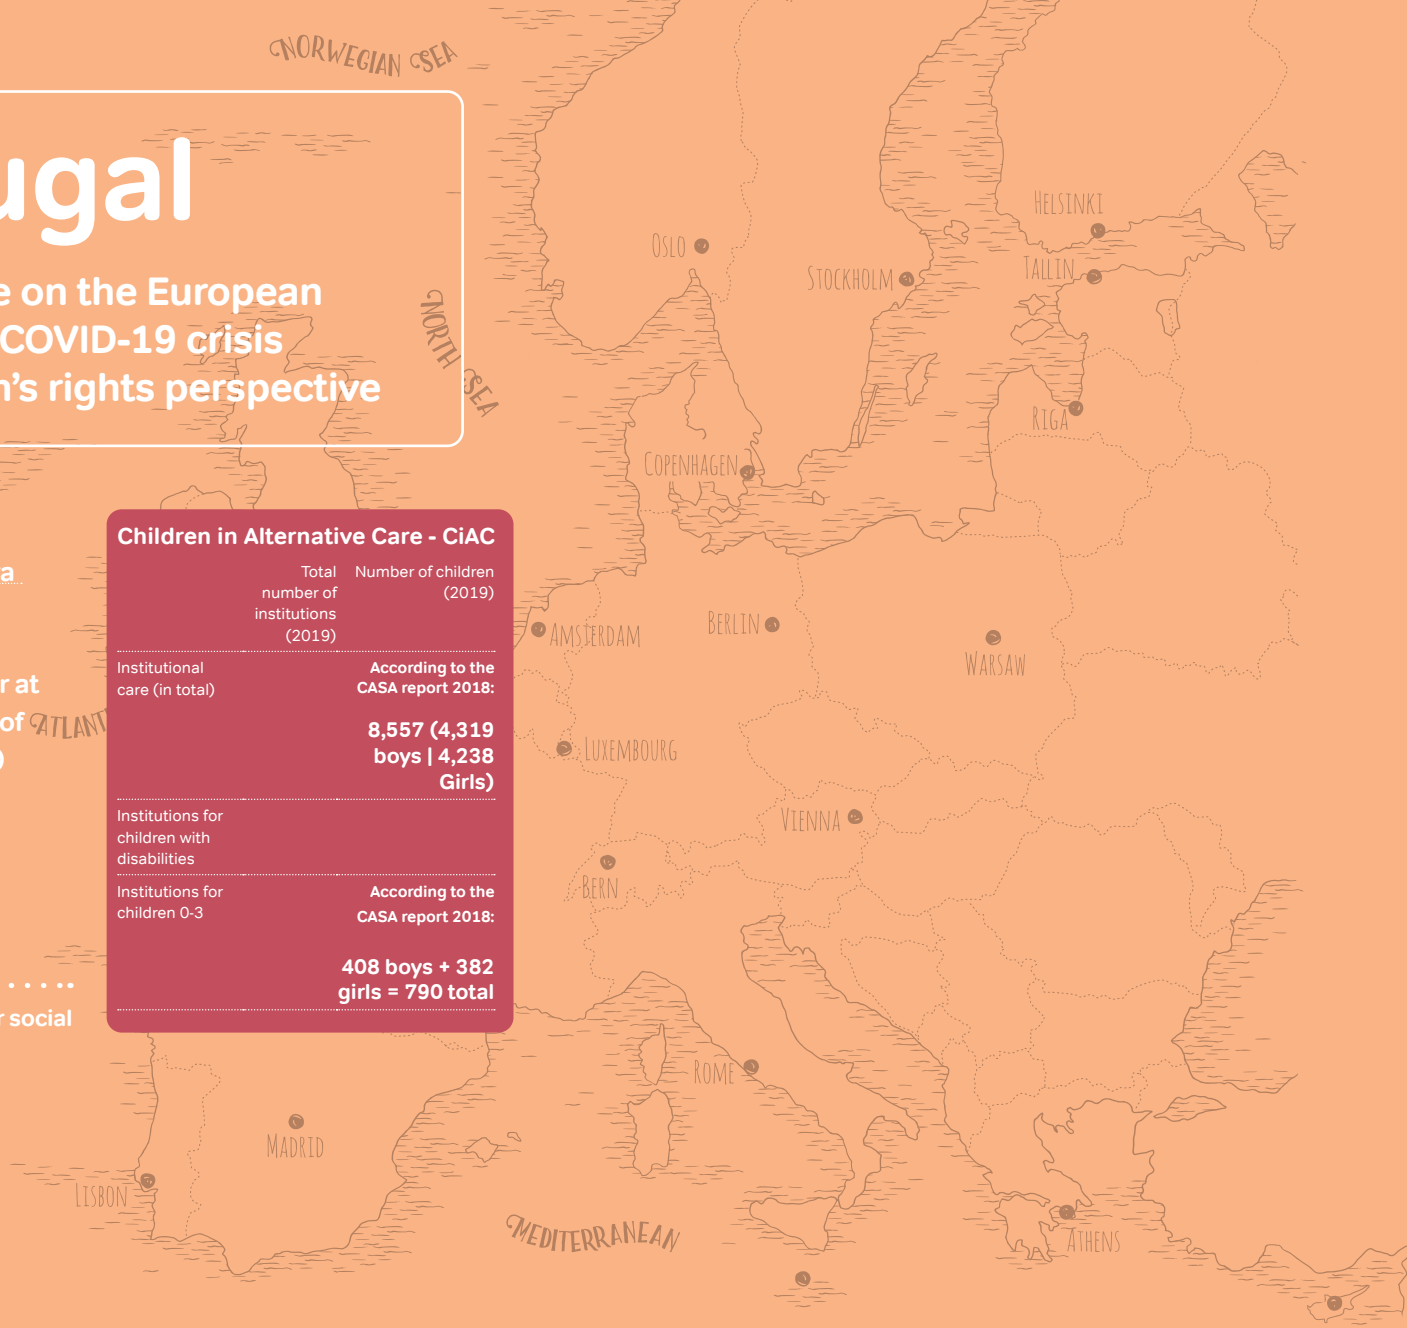 NORWEGIAN SEA
ugal
e on the European
COVID-19 crisis
n's rights perspective
NORTH SEA
HELSINKI
OSLO
STOCKHOLM
TALLIN
RIGA
COPENHAGEN
Children in Alternative Care - CiAC
Total
number of
institutions
(2019)
Number of children
(2019)
Institutional
care (in total)
According to the
CASA report 2018:
8,557 (4,319
boys | 4,238
Girls)
Institutions for
children with
disabilities
Institutions for
children 0-3
According to the
CASA report 2018:
408 boys + 382
girls = 790 total
a
r at
of
)
r social
ATLANT
AMSTERDAM
BERLIN
WARSAW
LUXEMBOURG
VIENNA
BERN
ROME
MADRID
LISBON
MEDITERRANEAN
ATHENS